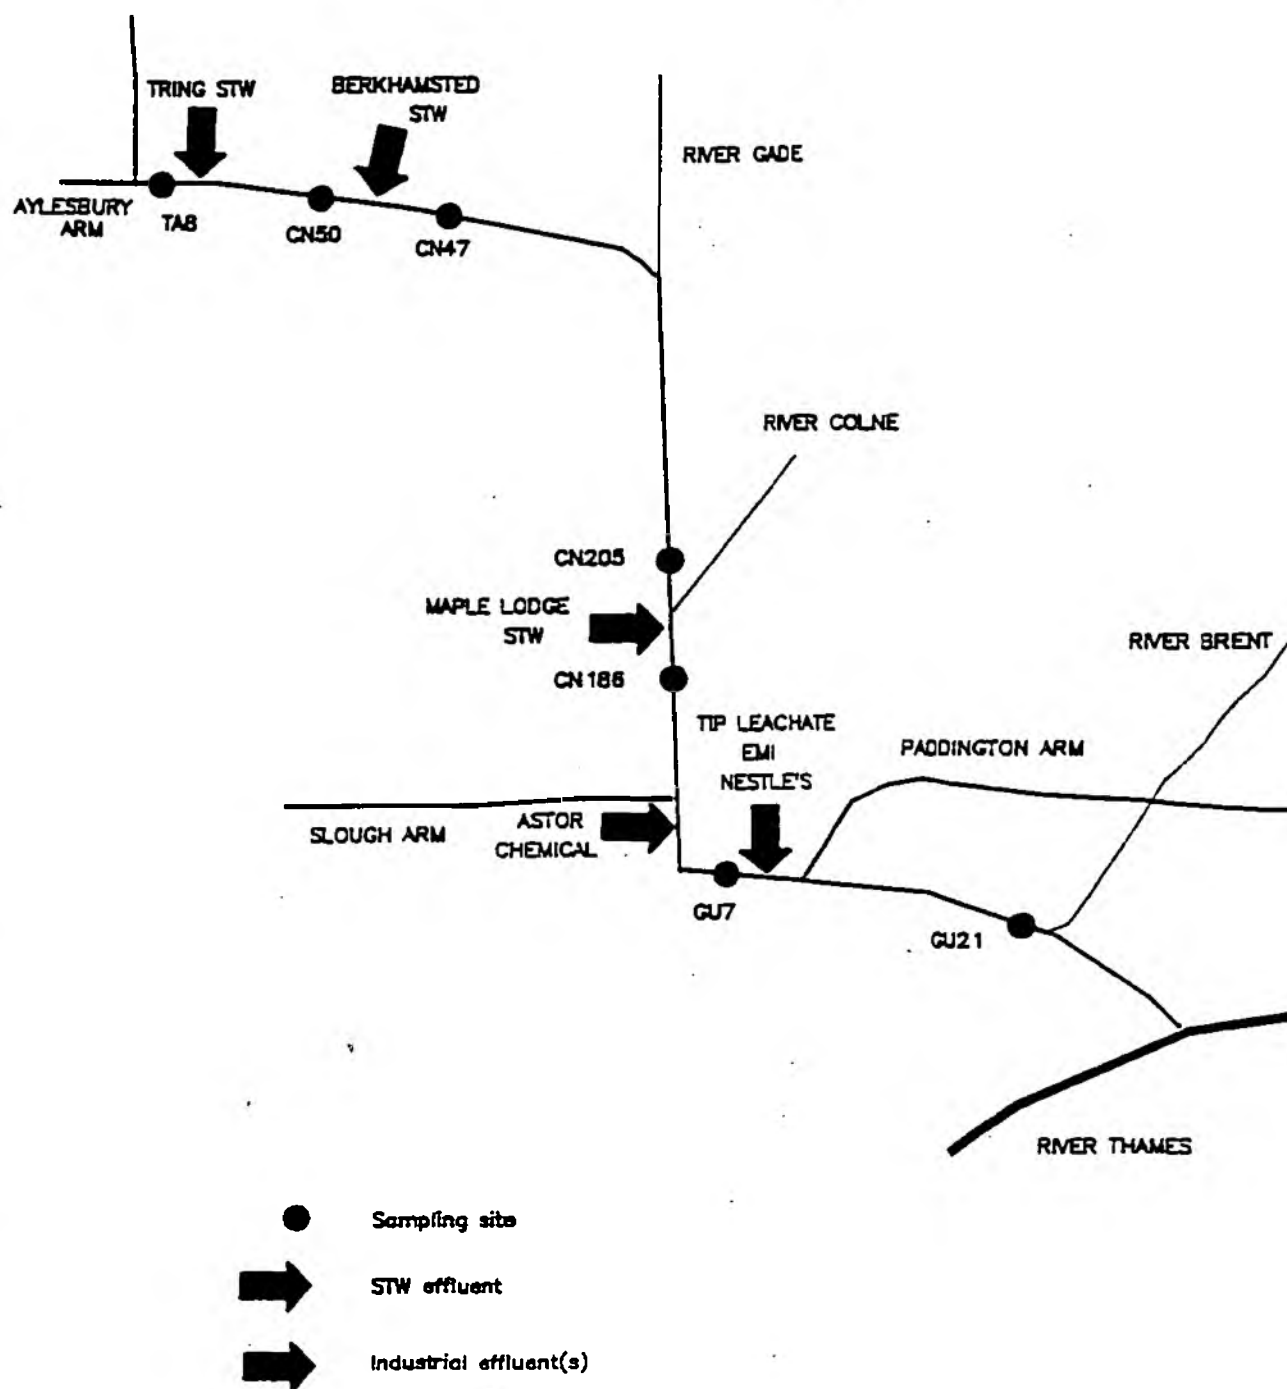 TRING STW
BERKHAMSTED
STW
RIVER GADE
AYLESBURY
ARM
TA8
CN50
CN47
RIVER COLNE
CN205
MAPLE LODGE
STW
CN186
RIVER BRENT
TIP LEACHATE
EMI
NESTLE'S
PADDINGTON ARM
SLOUGH ARM
ASTOR
CHEMICAL
GU7
GU21
RIVER THAMES
Sampling site
STW effluent
Industrial effluent(s)